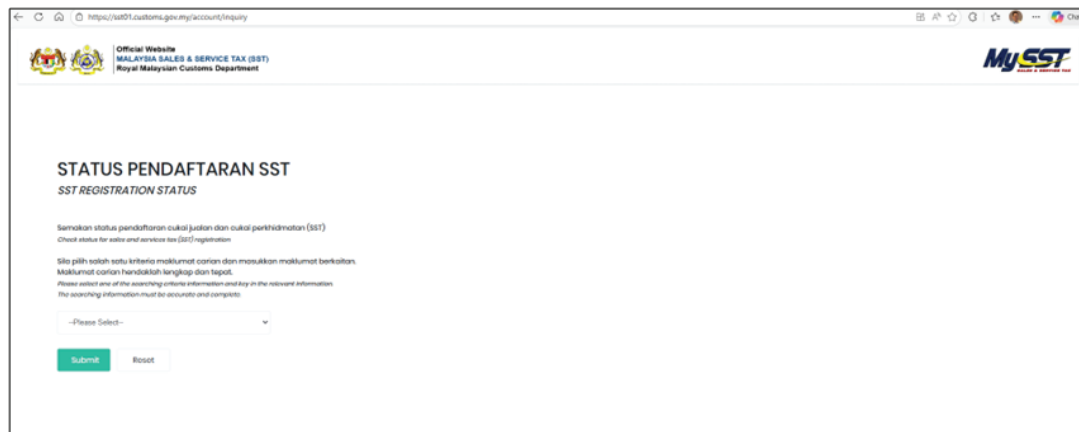 https://sst01.customs.gov.my/account/inquiry
Official Website
MALAYSIA SALES & SERVICE TAX (SST)
Royal Malaysian Customs Department
MySST
SALES & SERVICE TAX
STATUS PENDAFTARAN SST
SST REGISTRATION STATUS
Semakan status pendaftaran cukai jualan dan cukai perkhidmatan (SST)
Check status for sales and services tax (SST) registration
Sila pilih salah satu kriteria maklumat carian dan masukkan maklumat berkaitan.
Maklumat carian hendaklah lengkap dan tepat.
Please select one of the searching criteria information and key in the relevant information.
The searching information must be accurate and complete.
--Please Select--
Submit
Reset